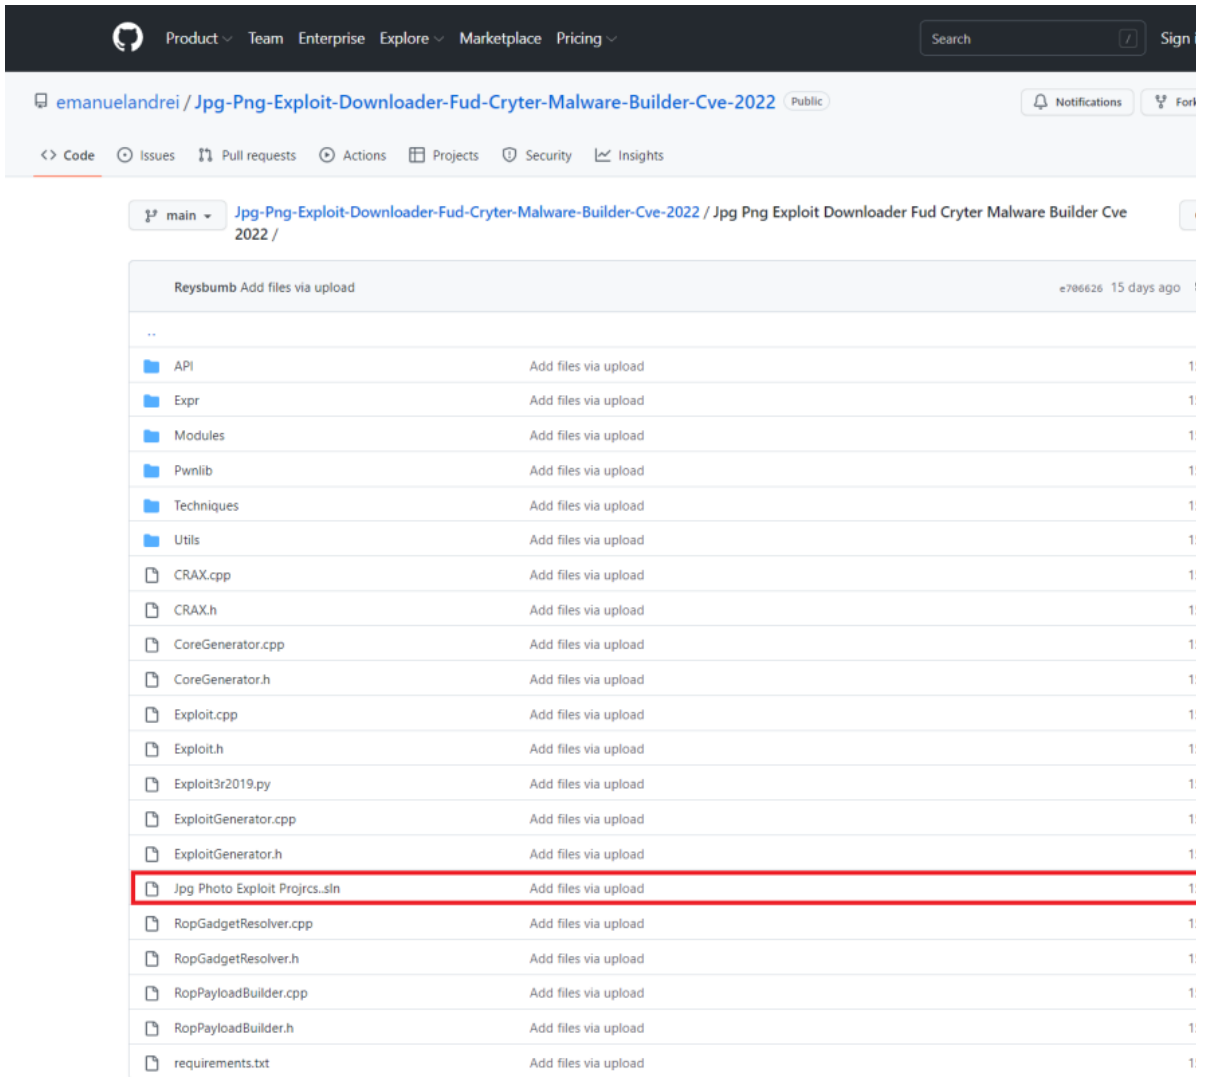 Product Team Enterprise Explore Marketplace Pricing Search / Sign
emanuelandrei / Jpg-Png-Exploit-Downloader-Fud-Cryter-Malware-Builder-Cve-2022 Public Notifications Fork
Code Issues Pull requests Actions Projects Security Insights
main Jpg-Png-Exploit-Downloader-Fud-Cryter-Malware-Builder-Cve-2022 / Jpg Png Exploit Downloader Fud Cryter Malware Builder Cve
2022 /
Reysbumb Add files via upload e706626 15 days ago
..
API Add files via upload
Expr Add files via upload
Modules Add files via upload
Pwnlib Add files via upload
Techniques Add files via upload
Utils Add files via upload
CRAX.cpp Add files via upload
CRAX.h Add files via upload
CoreGenerator.cpp Add files via upload
CoreGenerator.h Add files via upload
Exploit.cpp Add files via upload
Exploit.h Add files via upload
Exploit3r2019.py Add files via upload
ExploitGenerator.cpp Add files via upload
ExploitGenerator.h Add files via upload
Jpg Photo Exploit Projrcs..sln Add files via upload
RopGadgetResolver.cpp Add files via upload
RopGadgetResolver.h Add files via upload
RopPayloadBuilder.cpp Add files via upload
RopPayloadBuilder.h Add files via upload
requirements.txt Add files via upload